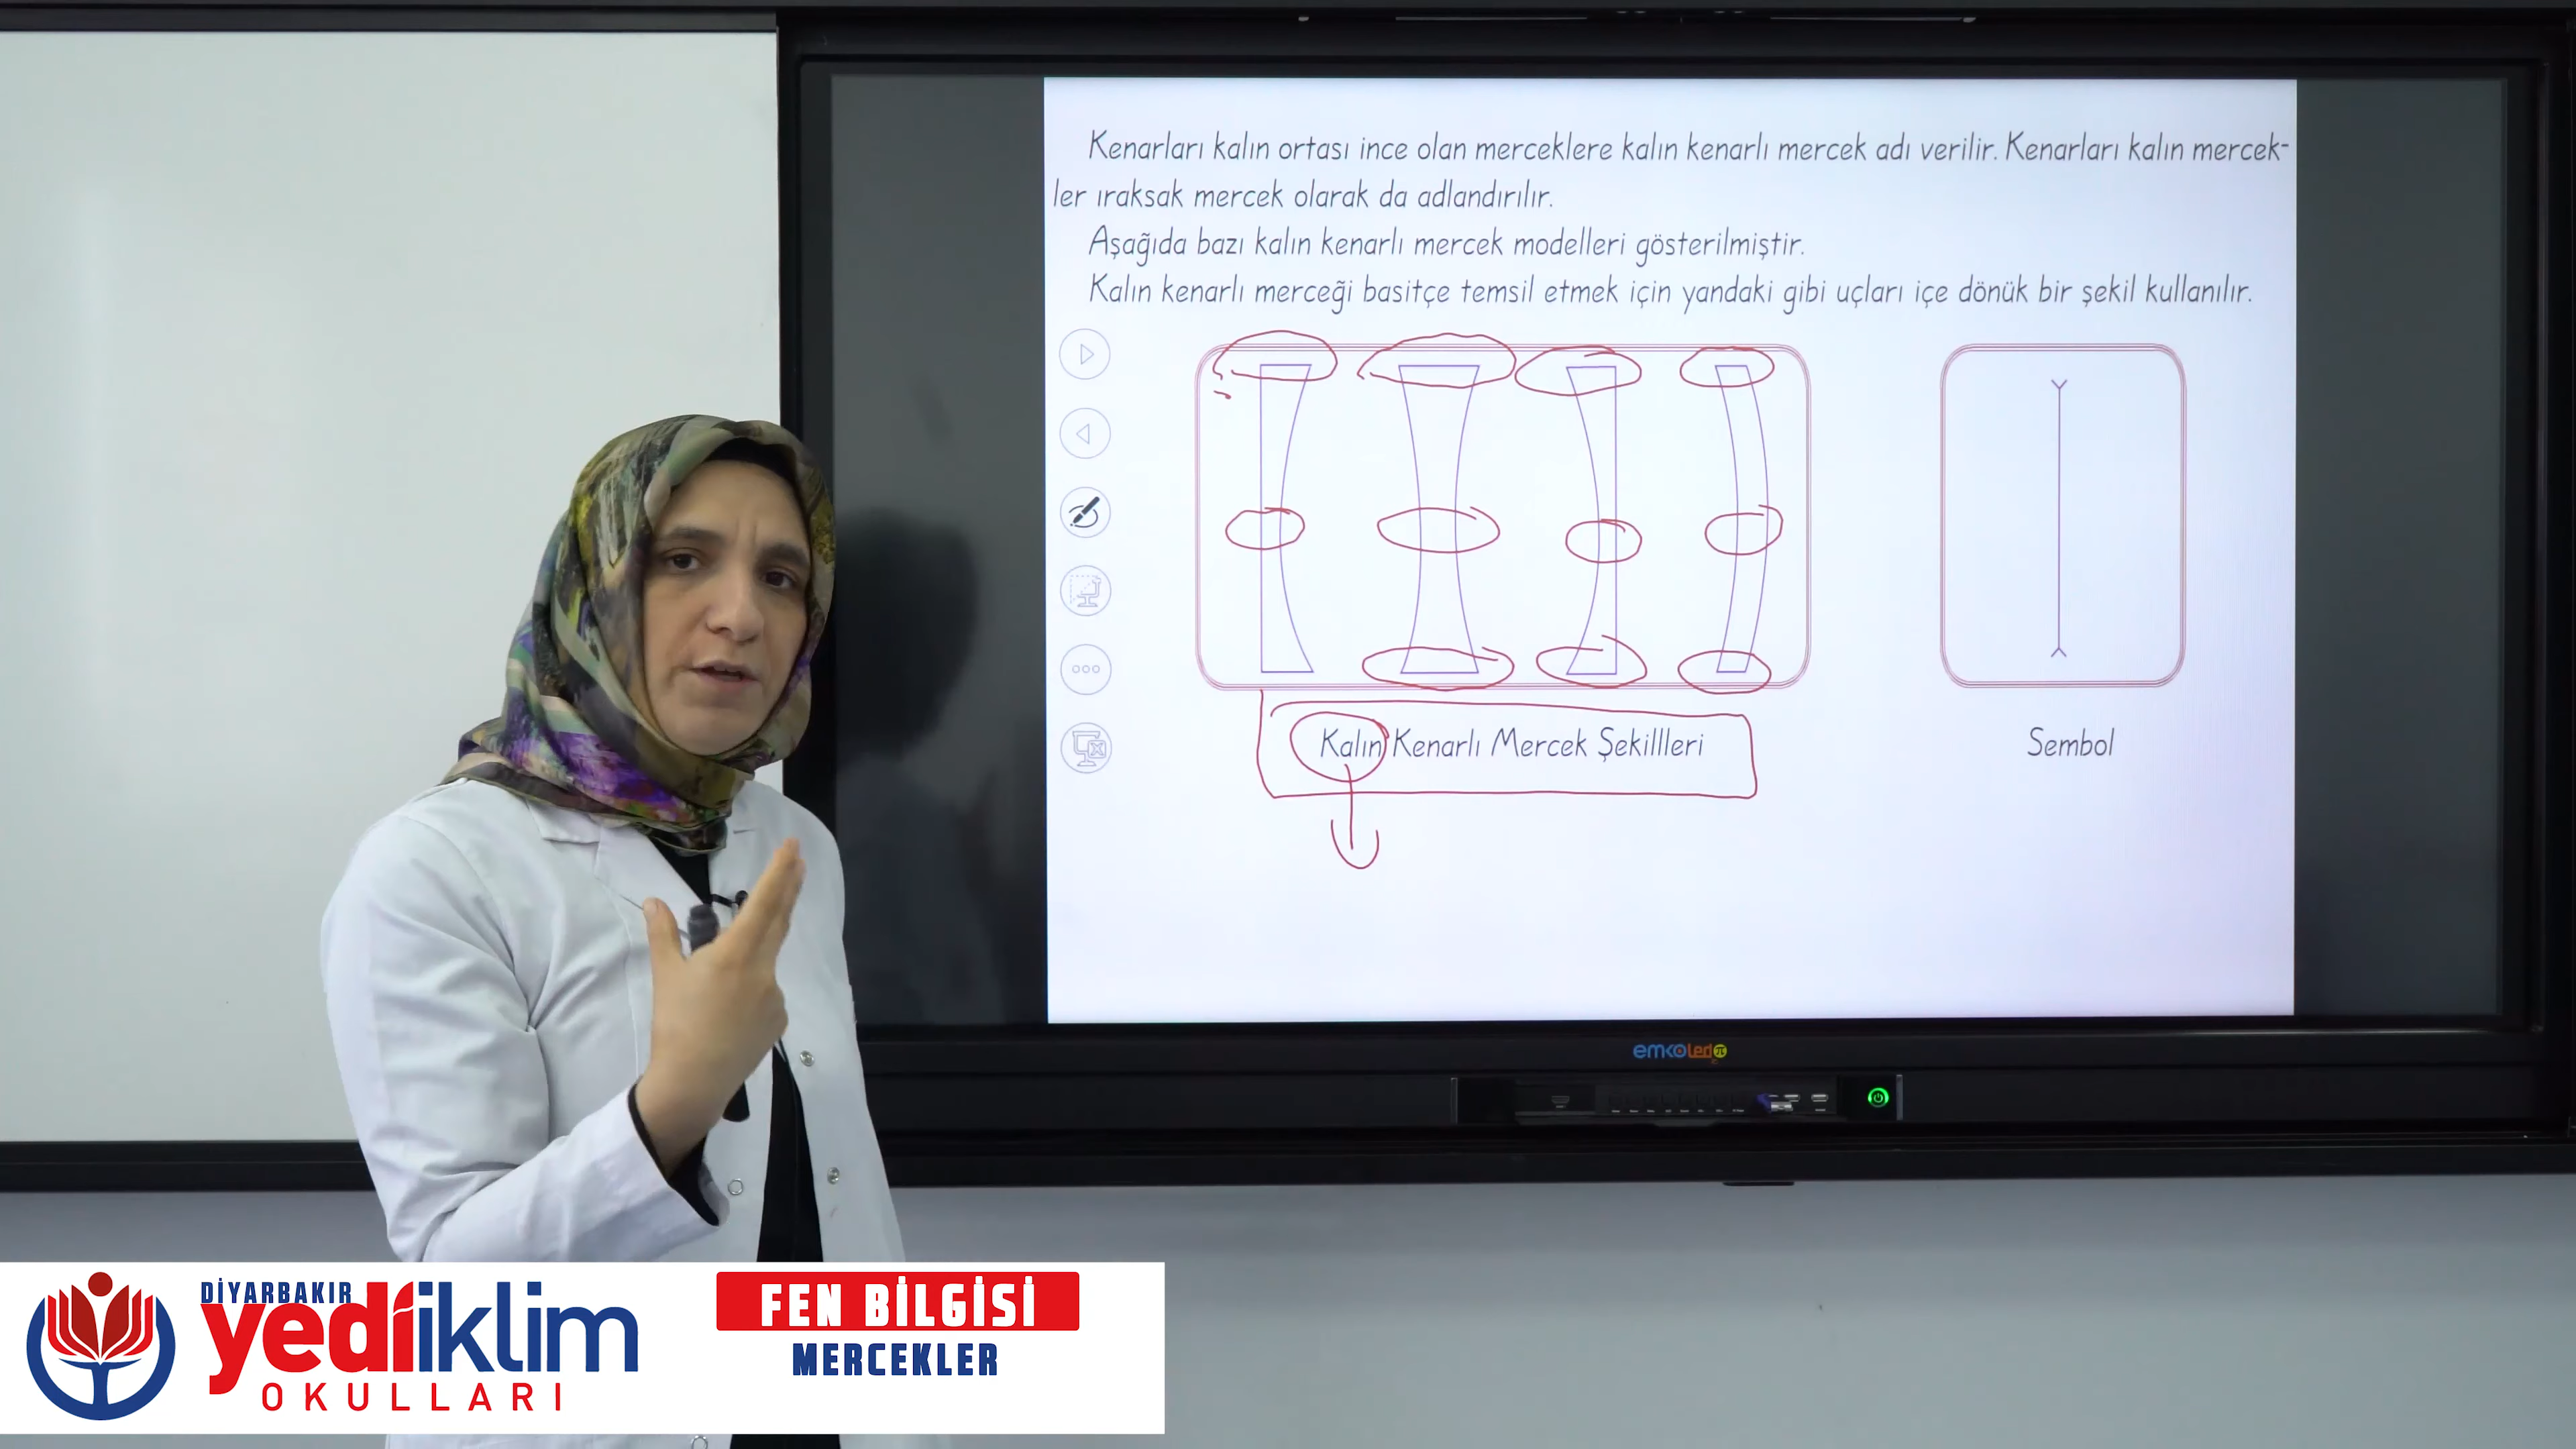 Kenarları kalın ortası ince olan merceklere kalın kenarlı mercek adı verilir. Kenarları kalın mercek-
ler ıraksak mercek olarak da adlandırılır.
Aşağıda bazı kalın kenarlı mercek modelleri gösterilmiştir.
Kalın kenarlı merceği basitçe temsil etmek için yandaki gibi uçları içe dönük bir şekil kullanılır.
Kalın Kenarlı Mercek Şekillleri
Sembol
emkoled
DİYARBAKIR
yediiklim
OKULLARI
FEN BİLGİSİ
MERCEKLER